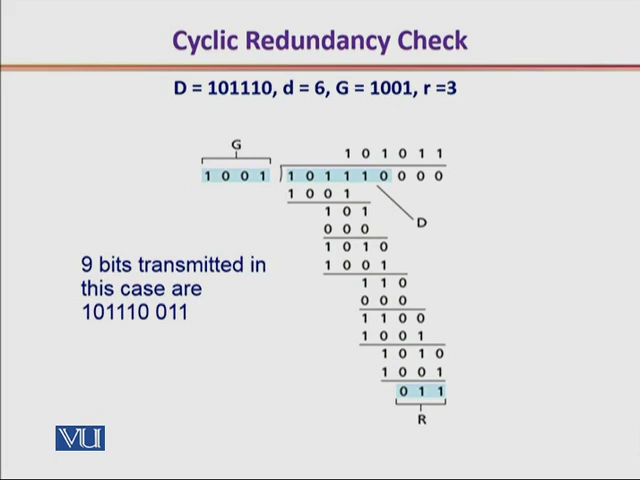 Cyclic Redundancy Check
D = 101110, d = 6, G = 1001, r =3
G
1 0 1 0 1 1
1 0 0 1 1 0 1 1 1 0 0 0 0
1 0 0 1
1 0 1
D
0 0 0
1 0 1 0
1 0 0 1
1 1 0
0 0 0
1 1 0 0
1 0 0 1
1 0 1 0
1 0 0 1
0 1 1
R
9 bits transmitted in
this case are
101110 011
VU